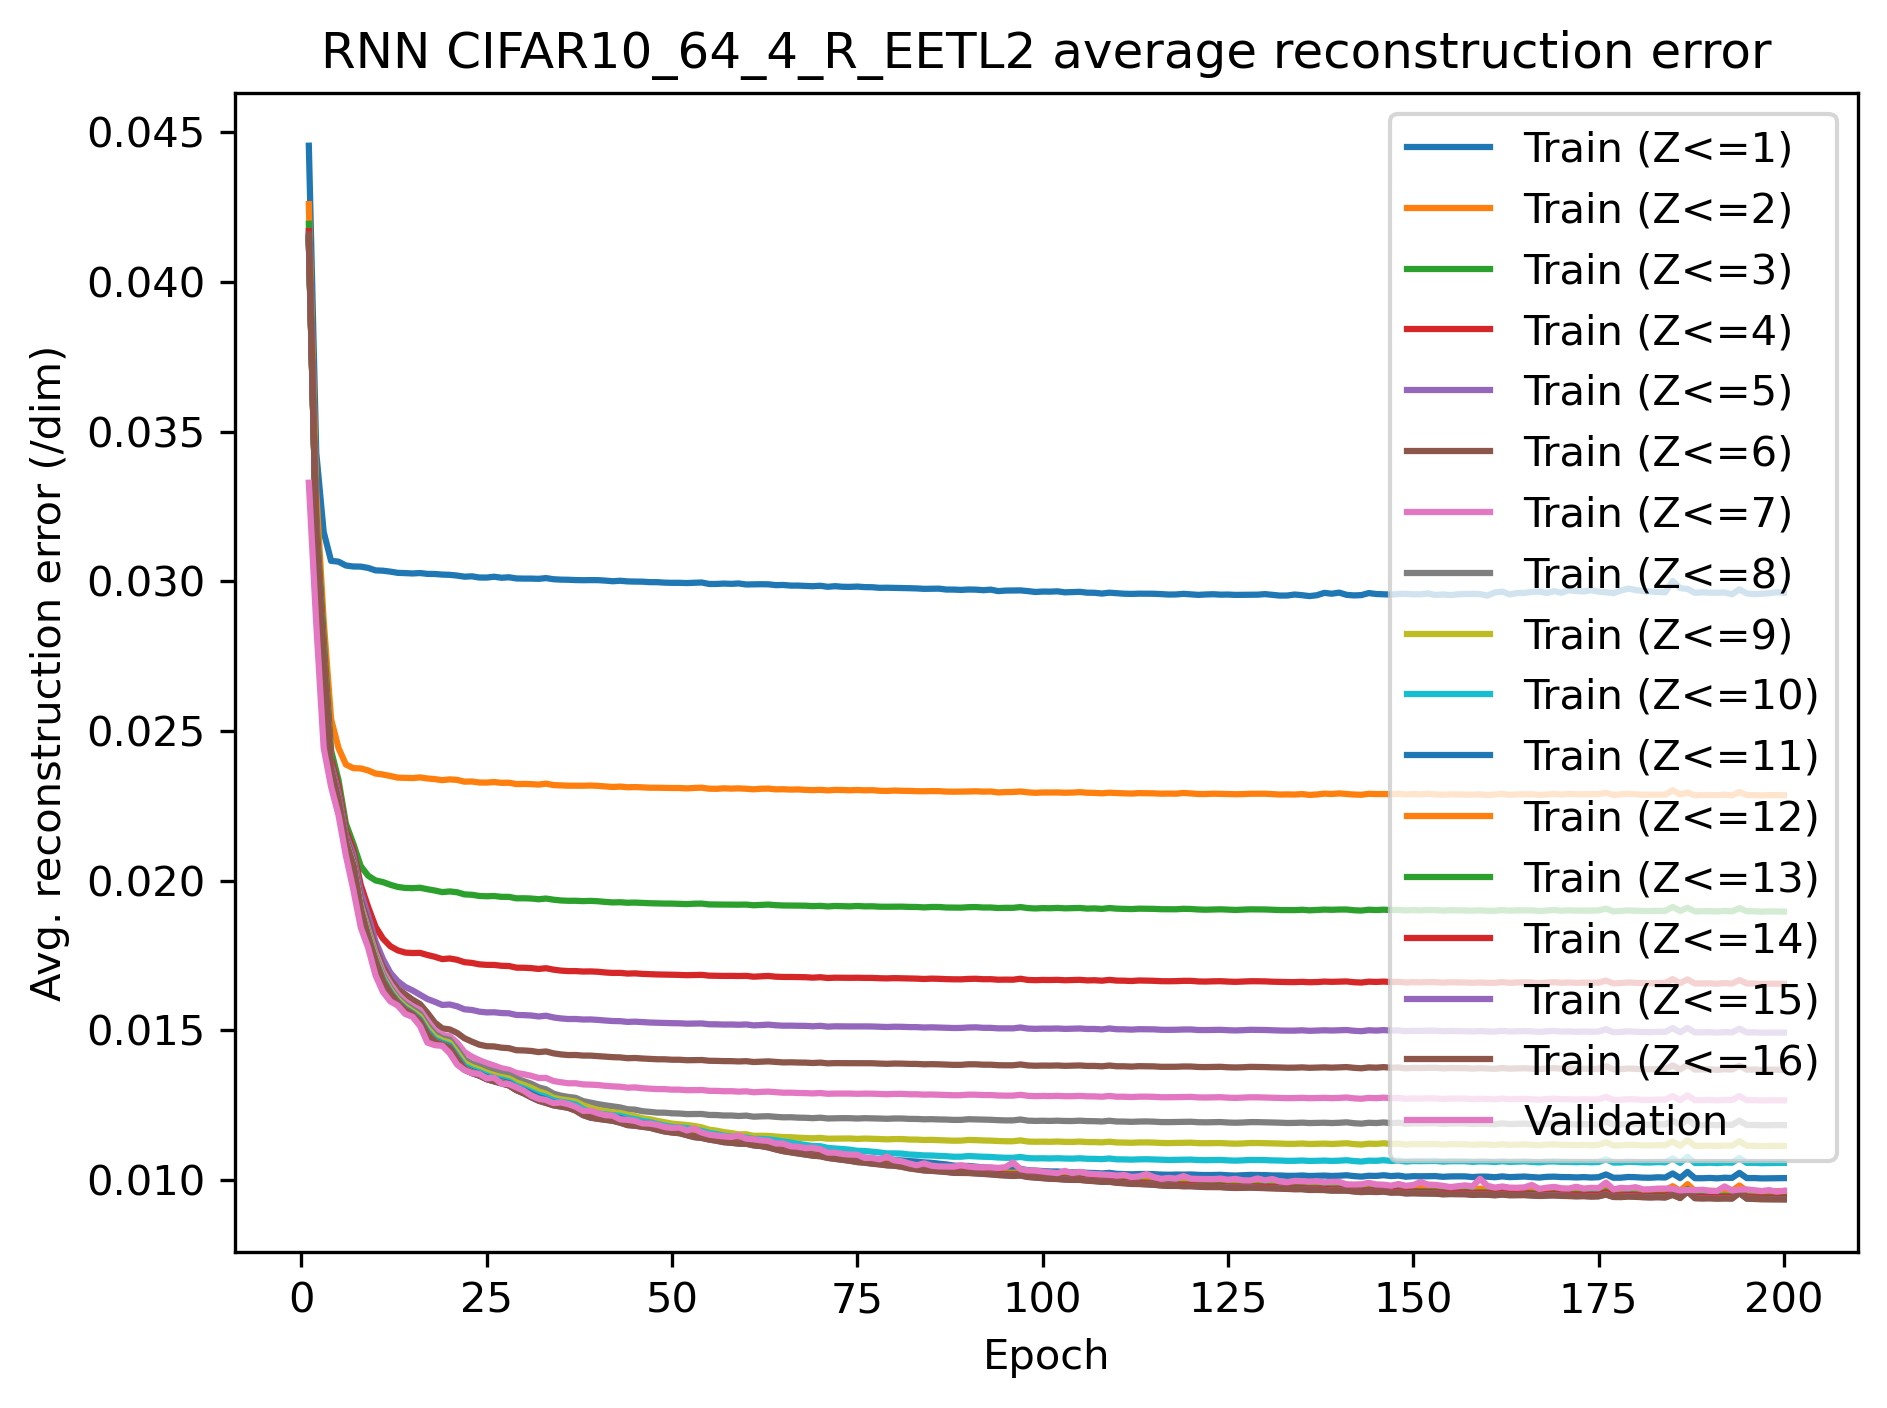 RNN CIFAR10_64_4_R_EETL2 average reconstruction error
Avg. reconstruction error (/dim)
0.045
0.040
0.035
0.030
0.025
0.020
0.015
0.010
Train (Z<=1)
Train (Z<=2)
Train (Z<=3)
Train (Z<=4)
Train (Z<=5)
Train (Z<=6)
Train (Z<=7)
Train (Z<=8)
Train (Z<=9)
Train (Z<=10)
Train (Z<=11)
Train (Z<=12)
Train (Z<=13)
Train (Z<=14)
Train (Z<=15)
Train (Z<=16)
Validation
0 25 50 75 100 125 150 175 200
Epoch